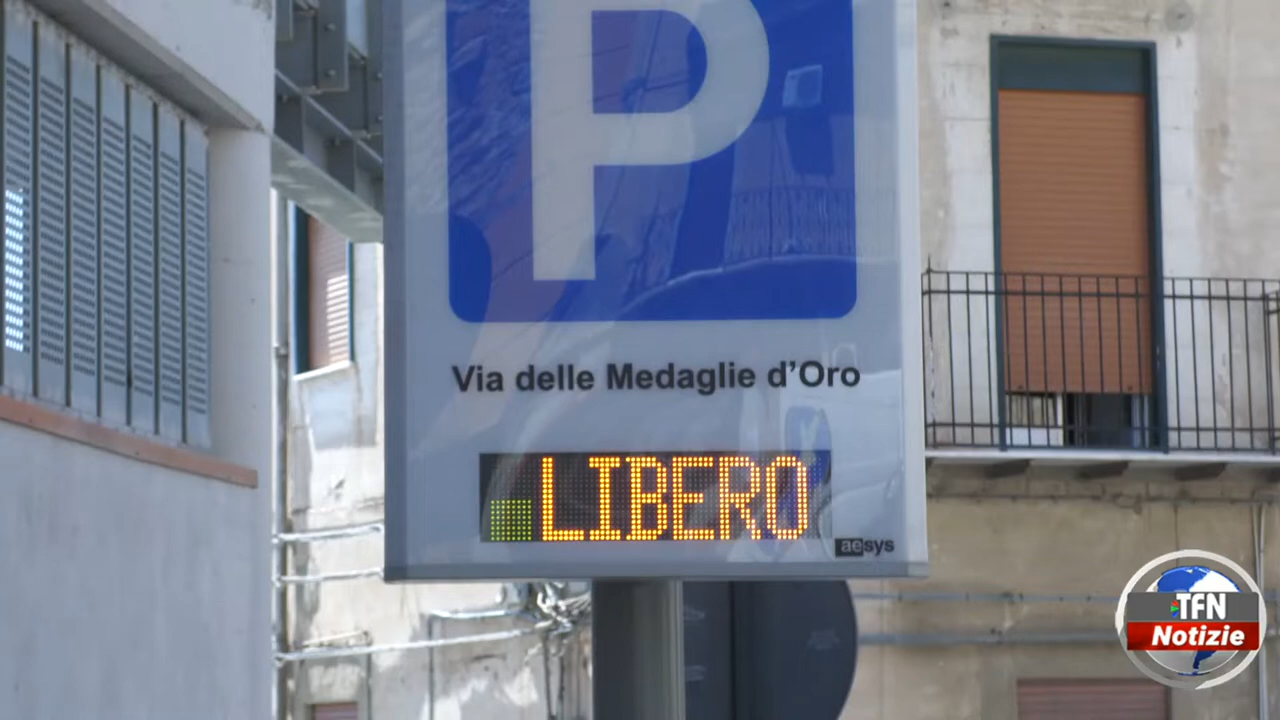 P
Via delle Medaglie d'Oro
LIBERO
aesys
TFN
Notizie